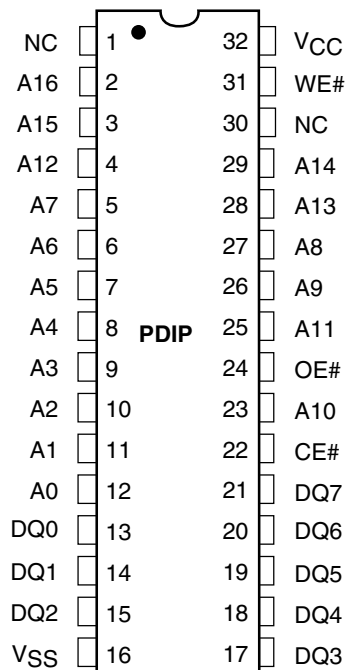 NC 1 32 VCC
A16 2 31 WE#
A15 3 30 NC
A12 4 29 A14
A7 5 28 A13
A6 6 27 A8
A5 7 26 A9
A4 8 PDIP 25 A11
A3 9 24 OE#
A2 10 23 A10
A1 11 22 CE#
A0 12 21 DQ7
DQ0 13 20 DQ6
DQ1 14 19 DQ5
DQ2 15 18 DQ4
VSS 16 17 DQ3